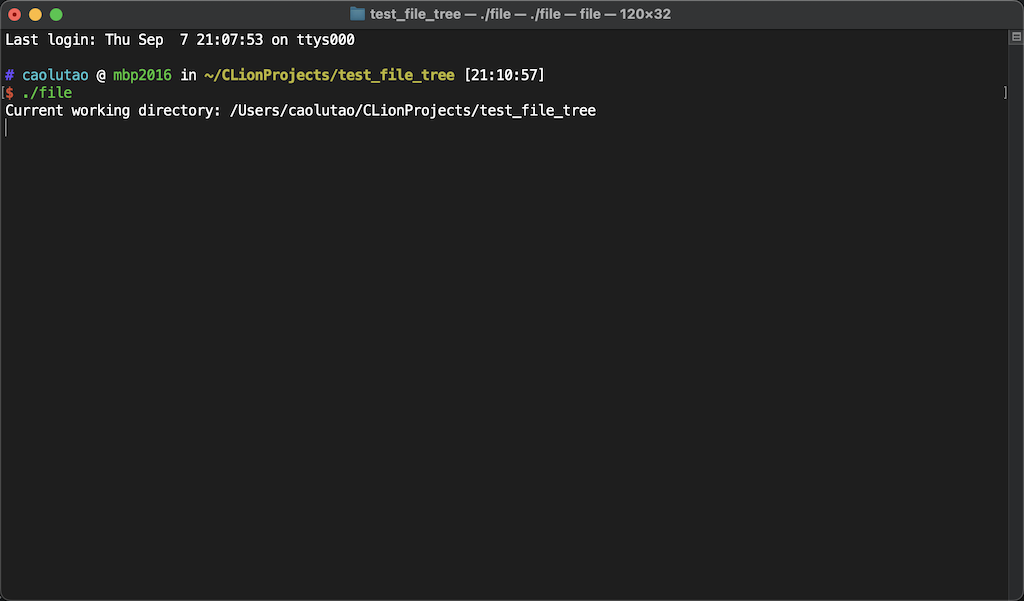 test_file_tree — ./file — ./file — file — 120×32
Last login: Thu Sep  7 21:07:53 on ttys000
# caolutao @ mbp2016 in ~/CLionProjects/test_file_tree [21:10:57]
[$ ./file ]
Current working directory: /Users/caolutao/CLionProjects/test_file_tree